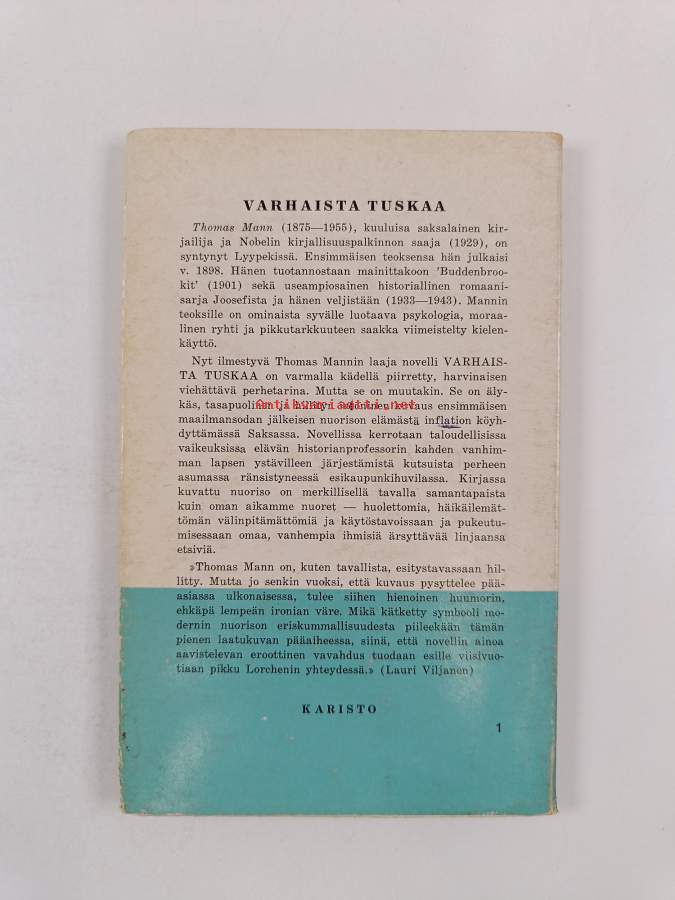 VARHAISTA TUSKAA
Thomas Mann (1875—1955), kuuluisa saksalainen kir-
jailija ja Nobelin kirjallisuuspalkinnon saaja (1929), on
syntynyt Lyypekissä. Ensimmäisen teoksensa hän julkaisi
v. 1898. Hänen tuotannostaan mainittakoon 'Buddenbroo-
kit' (1901) sekä useampiosainen historiallinen romaani-
sarja Joosefista ja hänen veljistään (1933—1943). Mannin
teoksille on ominaista syvälle luotaava psykologia, moraa-
linen ryhti ja pikkutarkkuuteen saakka viimeistelty kielen-
käyttö.
Nyt ilmestyvä Thomas Mannin laaja novelli VARHAIS-
TA TUSKAA on varmalla kädellä piirretty, harvinaisen
viehättävä perhetarina. Mutta se on muutakin. Se on äly-
käs, tasapuolinen ja kuvaus ensimmäisen
Antikvariaatti.net
maailmansodan jälkeisen nuorison elämästä inflation köyh-
dyttämässä Saksassa. Novellissa kerrotaan taloudellisissa
vaikeuksissa elävän historianprofessorin kahden vanhim-
man lapsen ystävilleen järjestämistä kutsuista perheen
asumassa ränsistyneessä esikaupunkihuvilassa. Kirjassa
kuvattu nuoriso on merkillisellä tavalla samantapaista
kuin oman aikamme nuoret — huolettomia, häikäilemät-
tömän välinpitämättömiä ja käytöstavoissaan ja pukeutu-
misessaan omaa, vanhempia ihmisiä ärsyttävää linjaansa
etsiviä.
»Thomas Mann on, kuten tavallista, esitystavassaan hil-
litty. Mutta jo senkin vuoksi, että kuvaus pysyttelee pää-
asiassa ulkonaisessa, tulee siihen hienoinen huumorin,
ehkäpä lempeän ironian väre. Mikä kätketty symboli mo-
dernin nuorison eriskummallisuudesta piileekään tämän
pienen laatukuvan pääaiheessa, siinä, että novellin ainoa
aavistelevan eroottinen vavahdus tuodaan esille viisivuo-
tiaan pikku Lorchenin yhteydessä.» (Lauri Viljanen)
KARISTO
1